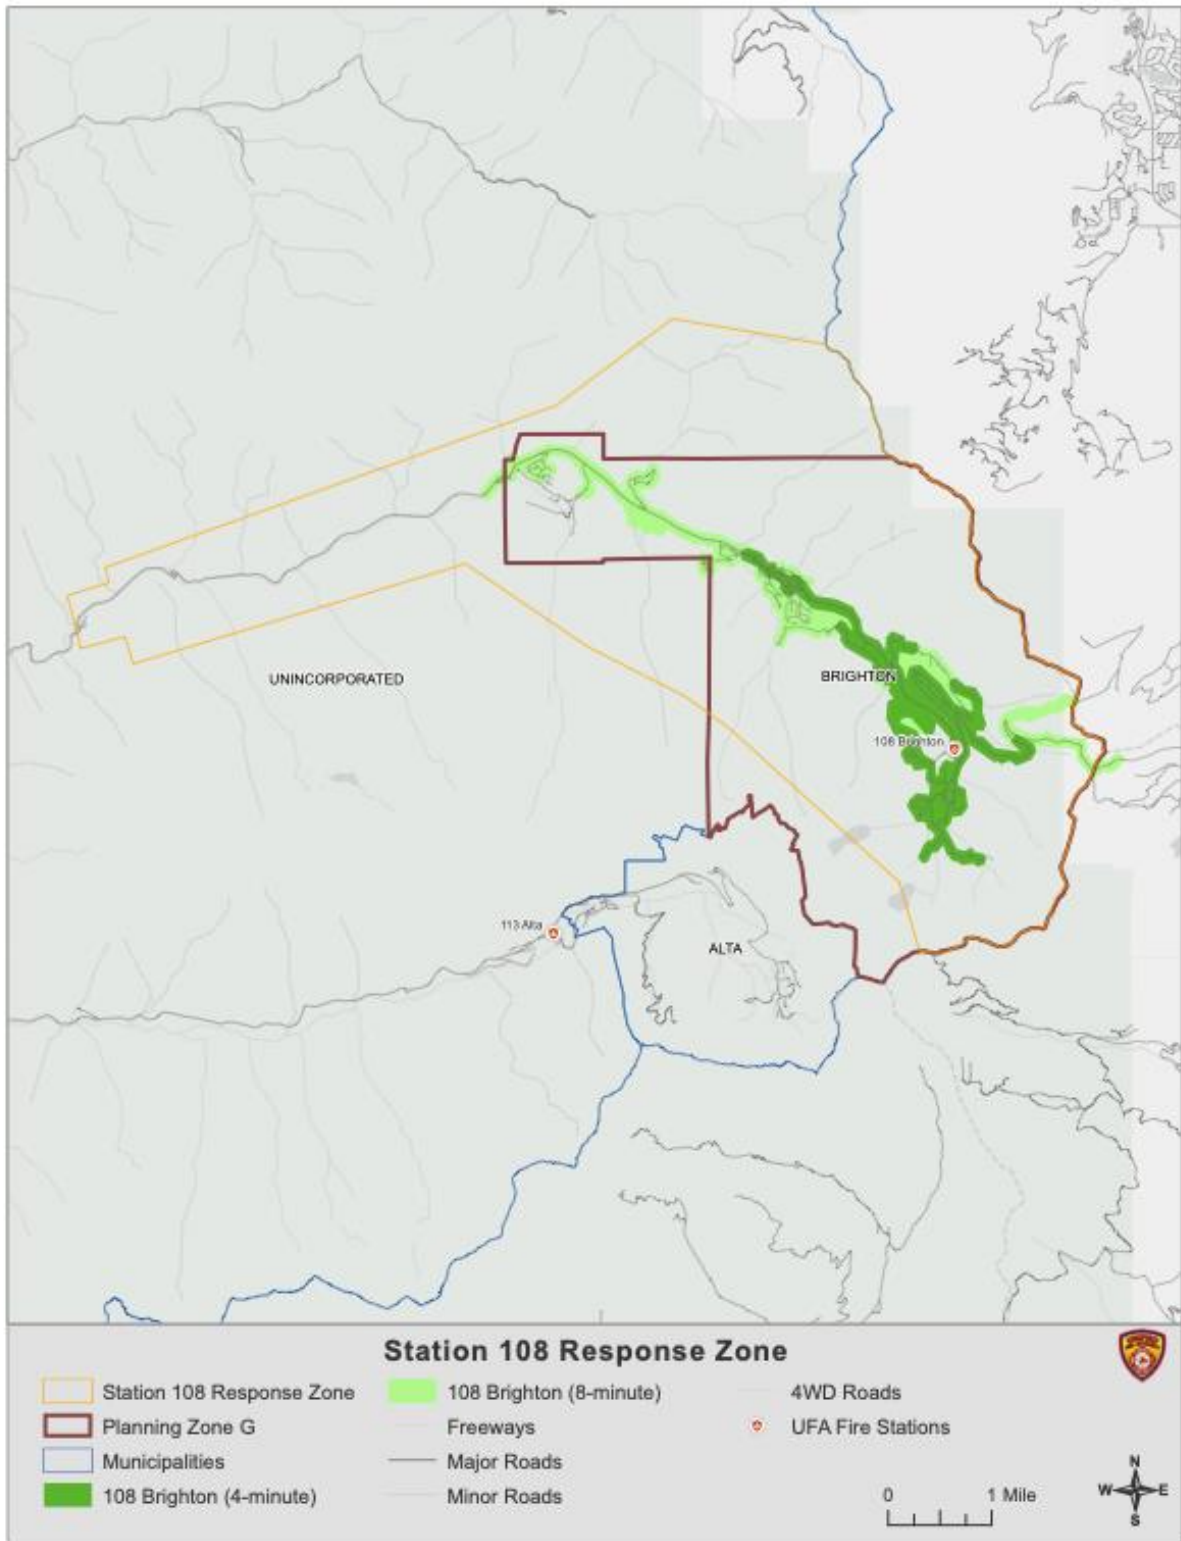 UNINCORPORATED
BRIGHTON
108 Brighton
113 Alta
ALTA
Station 108 Response Zone
Station 108 Response Zone
108 Brighton (8-minute)
4WD Roads
Planning Zone G
Freeways
UFA Fire Stations
Municipalities
Major Roads
108 Brighton (4-minute)
Minor Roads
0 1 Mile
N
W E
S